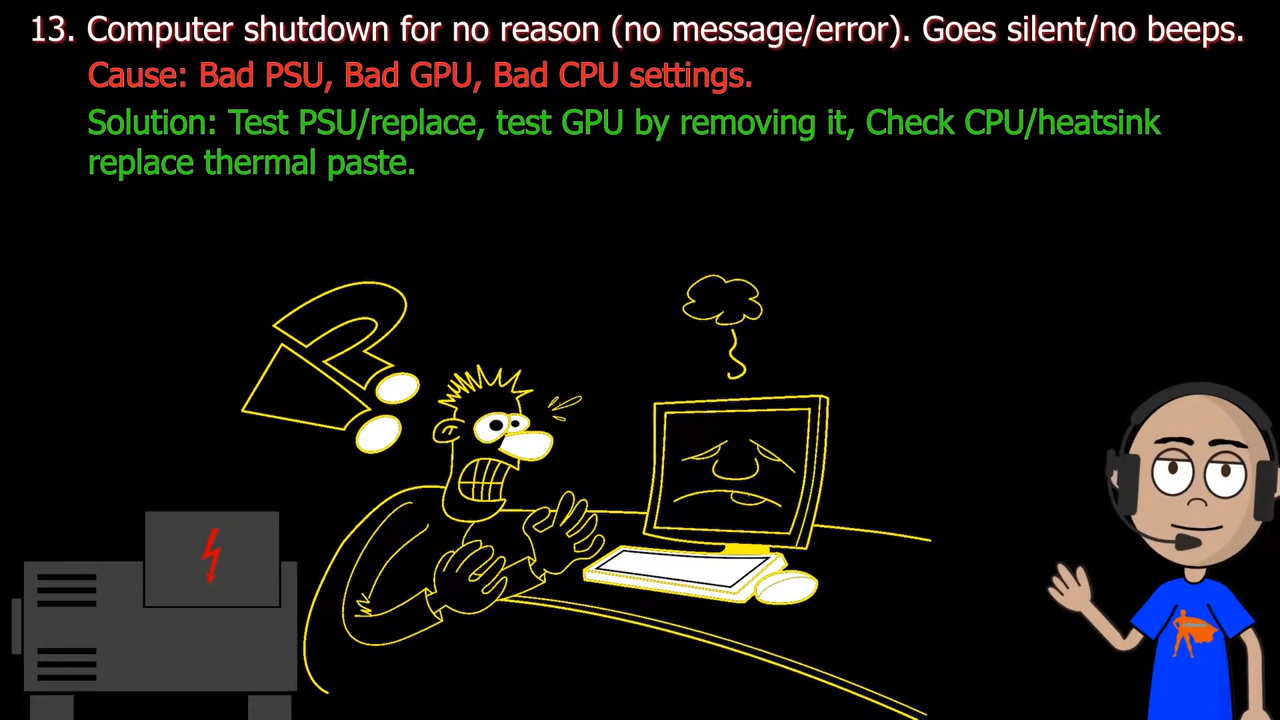 13. Computer shutdown for no reason (no message/error). Goes silent/no beeps.
Cause: Bad PSU, Bad GPU, Bad CPU settings.
Solution: Test PSU/replace, test GPU by removing it, Check CPU/heatsink
replace thermal paste.